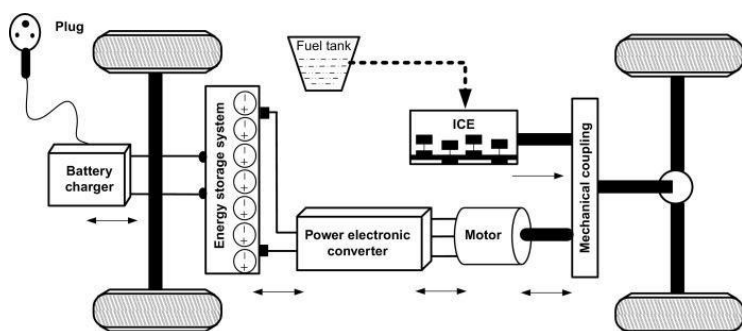 Plug
Fuel tank
ICE
Battery
charger
Energy storage system
Power electronic
converter
Motor
Mechanical coupling